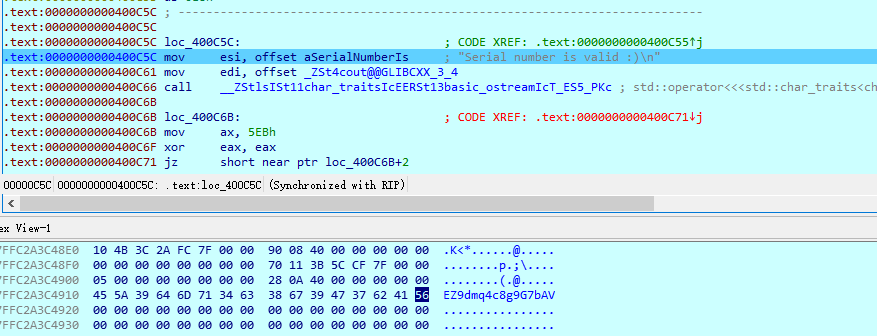 .text:0000000000400C5C ; ---------------------------------------------------------------------------
.text:0000000000400C5C
.text:0000000000400C5C loc_400C5C: ; CODE XREF: .text:0000000000400C55↑j
.text:0000000000400C5C mov esi, offset aSerialNumberIs ; "Serial number is valid :)\n"
.text:0000000000400C61 mov edi, offset _ZSt4cout@@GLIBCXX_3_4
.text:0000000000400C66 call __ZStlsISt11char_traitsIcEERSt13basic_ostreamIcT_ES5_PKc ; std::operator<<<std::char_traits<ch
.text:0000000000400C6B
.text:0000000000400C6B loc_400C6B: ; CODE XREF: .text:0000000000400C71↓j
.text:0000000000400C6B mov ax, 5EBh
.text:0000000000400C6F xor eax, eax
.text:0000000000400C71 jz short near ptr loc_400C6B+2
00000C5C 0000000000400C5C: .text:loc_400C5C (Synchronized with RIP)
ex View-1
7FFC2A3C48E0 10 4B 3C 2A FC 7F 00 00 90 08 40 00 00 00 00 00 .K<*......@.....
7FFC2A3C48F0 00 00 00 00 00 00 00 00 70 11 3B 5C CF 7F 00 00 ........p.;\....
7FFC2A3C4900 05 00 00 00 00 00 00 00 28 0A 40 00 00 00 00 00 ........(.@.....
7FFC2A3C4910 45 5A 39 64 6D 71 34 63 38 67 39 47 37 62 41 56 EZ9dmq4c8g9G7bAV
7FFC2A3C4920 00 00 00 00 00 00 00 00 00 00 00 00 00 00 00 00 ................
7FFC2A3C4930 00 00 00 00 00 00 00 00 00 00 00 00 00 00 00 00 ................